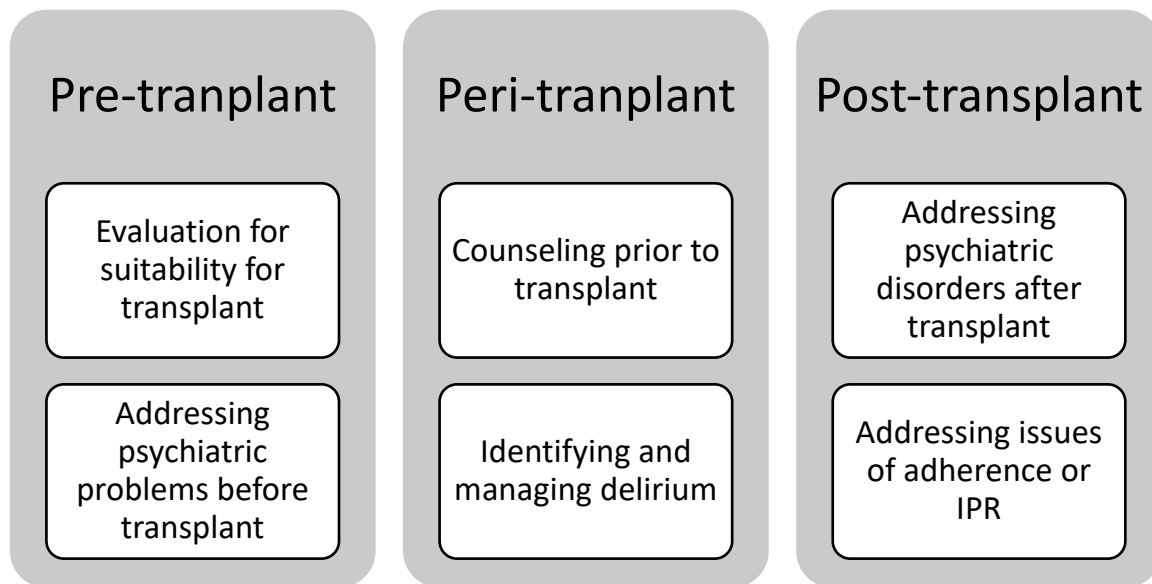 Pre-tranplant
Evaluation for
suitability for
transplant
Addressing
psychiatric
problems before
transplant
Peri-tranplant
Counseling prior to
transplant
Identifying and
managing delirium
Post-transplant
Addressing
psychiatric
disorders after
transplant
Addressing issues
of adherence or
IPR